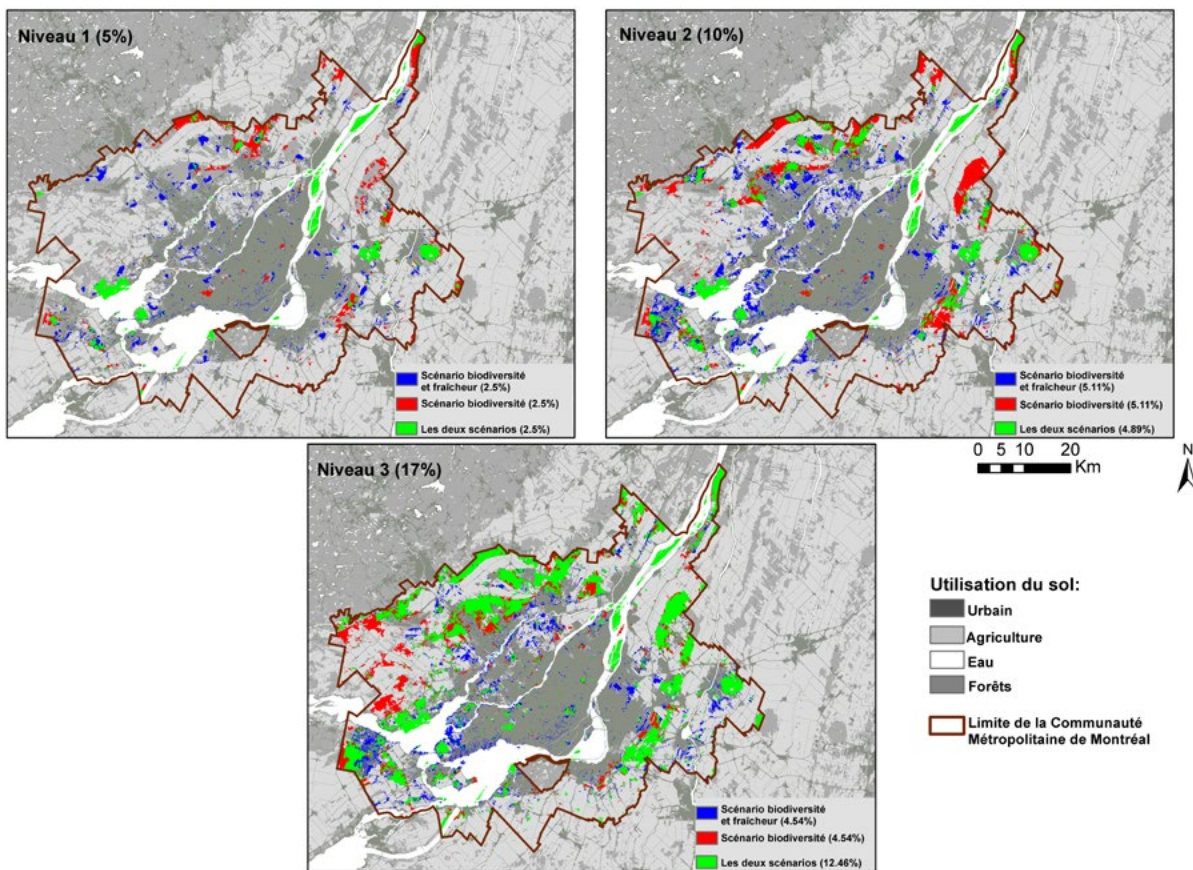 Niveau 1 (5%)
Scénario biodiversité
et fraîcheur (2.5%)
Scénario biodiversité (2.5%)
Les deux scénarios (2.5%)
Niveau 2 (10%)
Scénario biodiversité
et fraîcheur (5.11%)
Scénario biodiversité (5.11%)
Les deux scénarios (4.89%)
Niveau 3 (17%)
Scénario biodiversité
et fraîcheur (4.54%)
Scénario biodiversité (4.54%)
Les deux scénarios (12.46%)
0 5 10 20
Km
N
Utilisation du sol:
Urbain
Agriculture
Eau
Forêts
Limite de la Communauté
Métropolitaine de Montréal